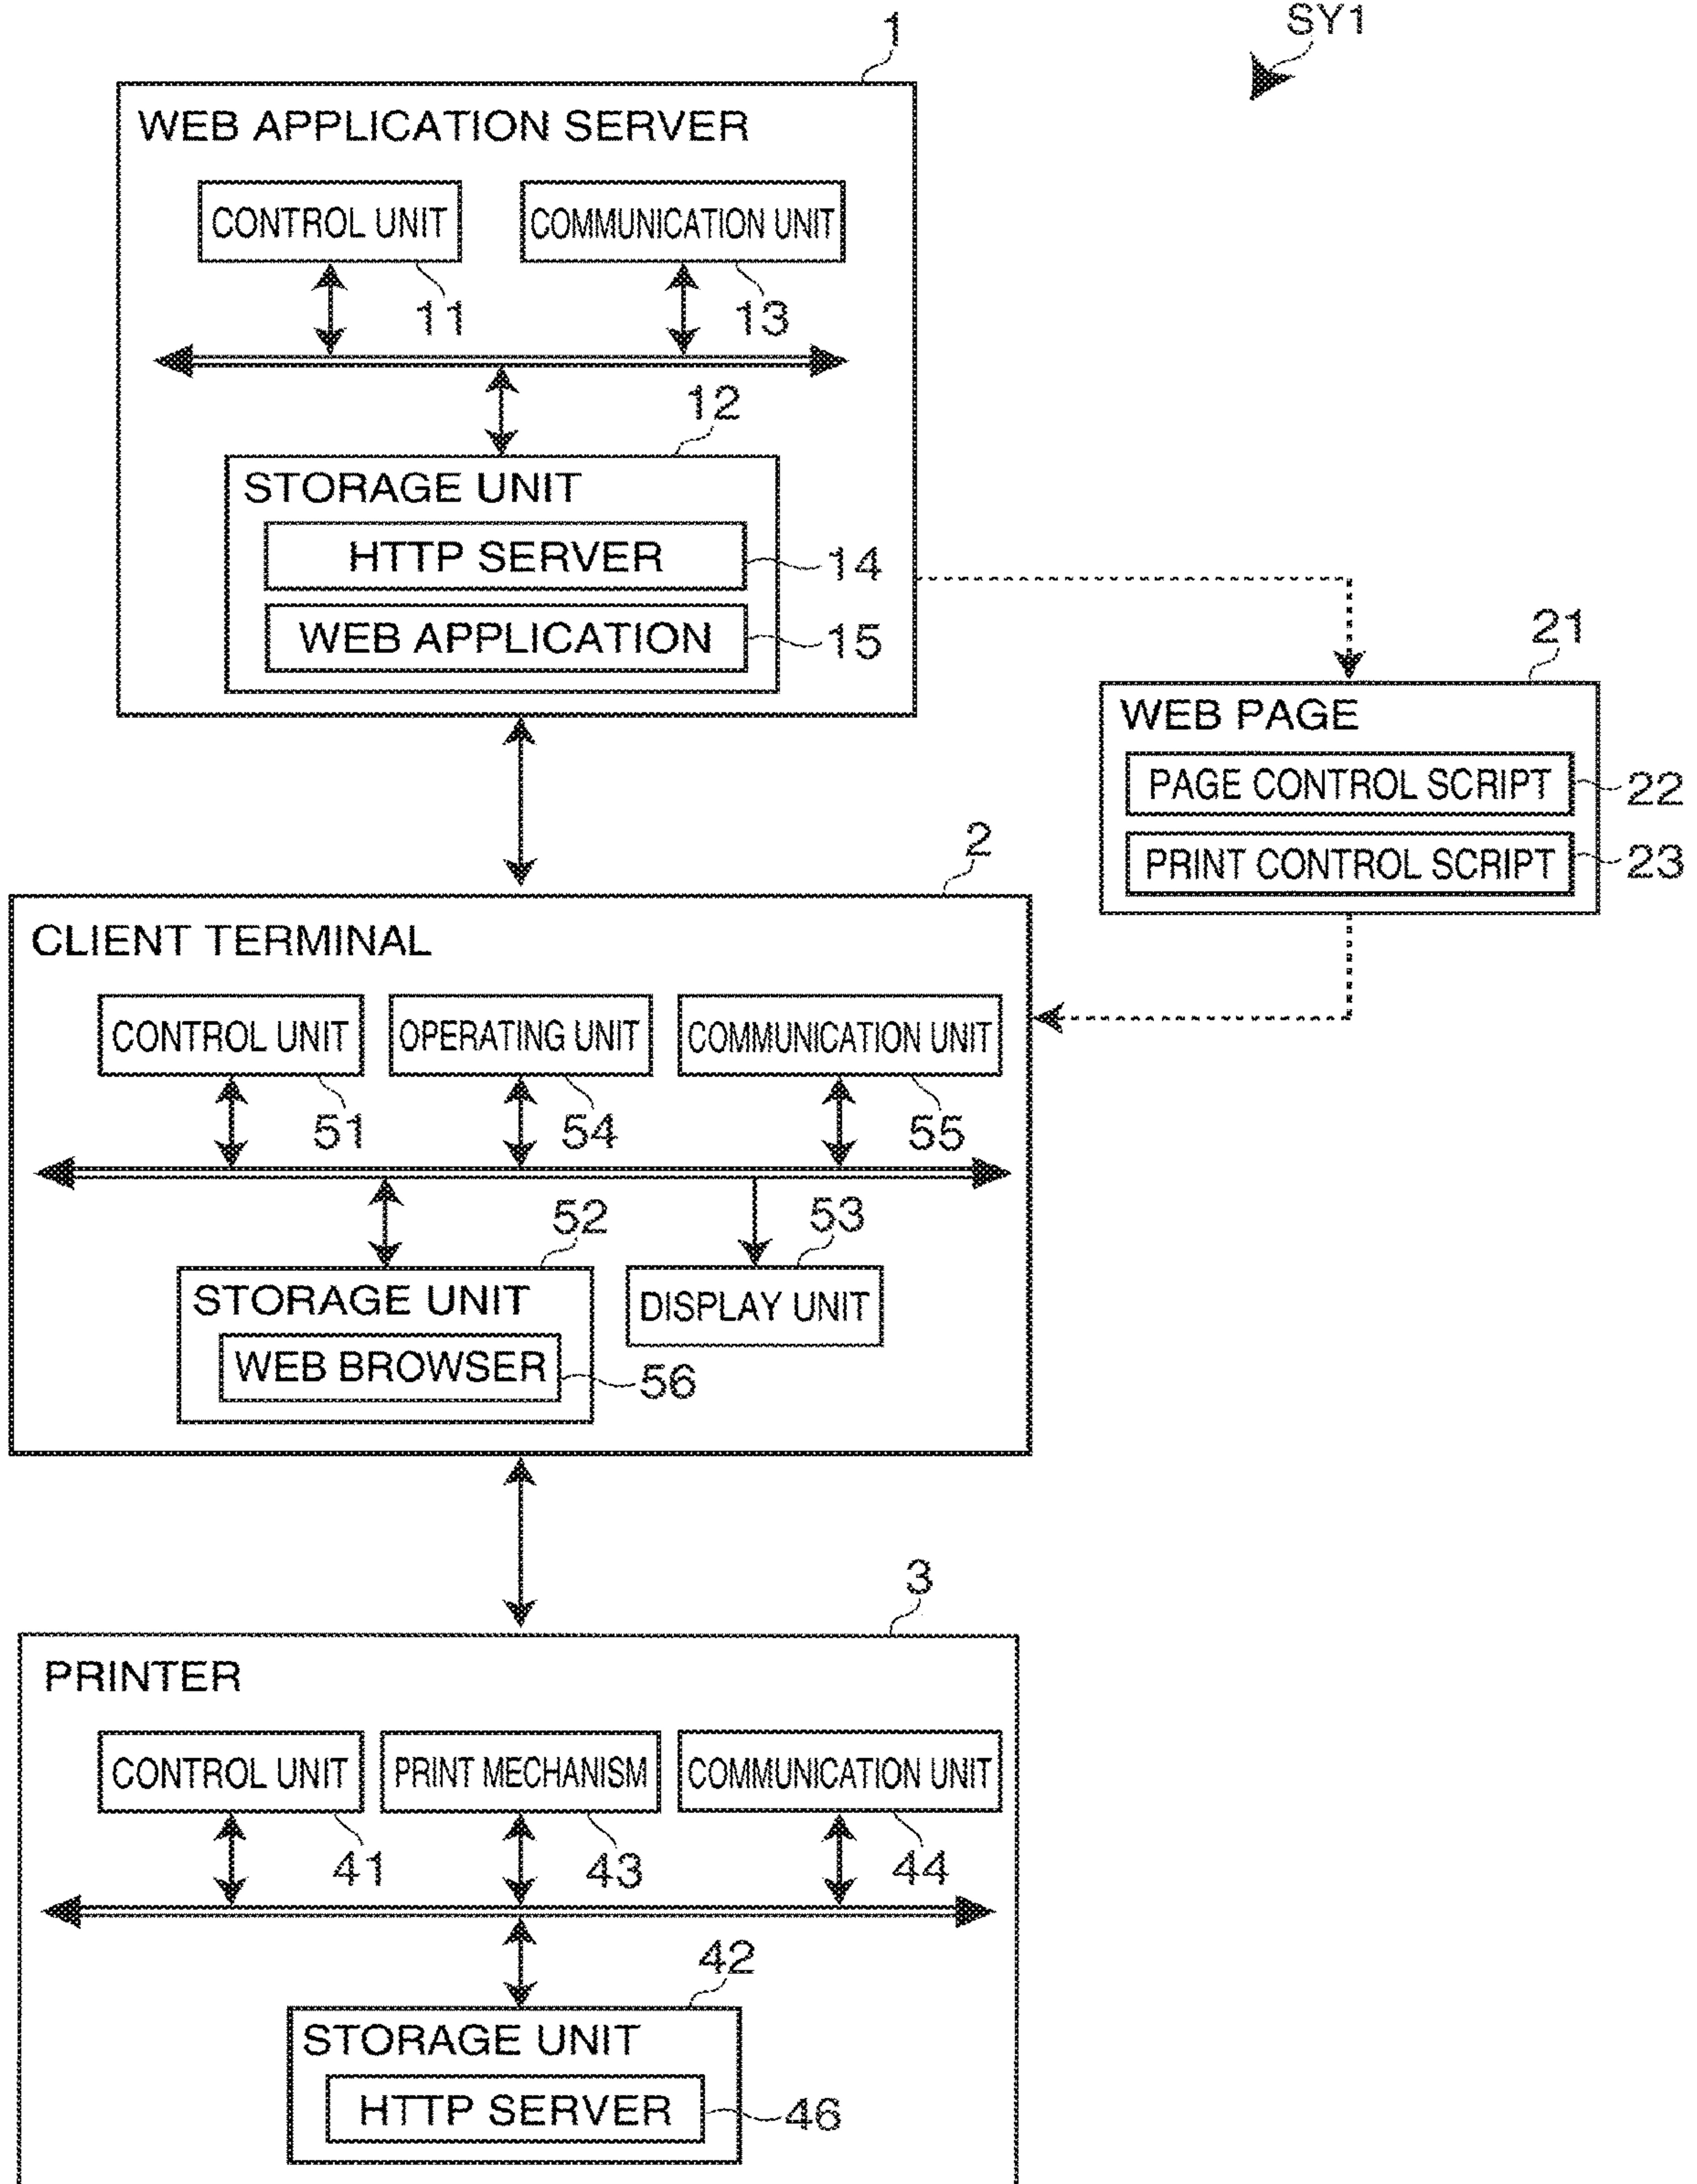 SY1
1
WEB APPLICATION SERVER
CONTROL UNIT
COMMUNICATION UNIT
11
13
12
STORAGE UNIT
HTTP SERVER
14
WEB APPLICATION
15
21
WEB PAGE
PAGE CONTROL SCRIPT
22
PRINT CONTROL SCRIPT
23
2
CLIENT TERMINAL
CONTROL UNIT
OPERATING UNIT
COMMUNICATION UNIT
51
54
55
52
53
STORAGE UNIT
DISPLAY UNIT
WEB BROWSER
56
3
PRINTER
CONTROL UNIT
PRINT MECHANISM
COMMUNICATION UNIT
41
43
44
42
STORAGE UNIT
HTTP SERVER
46